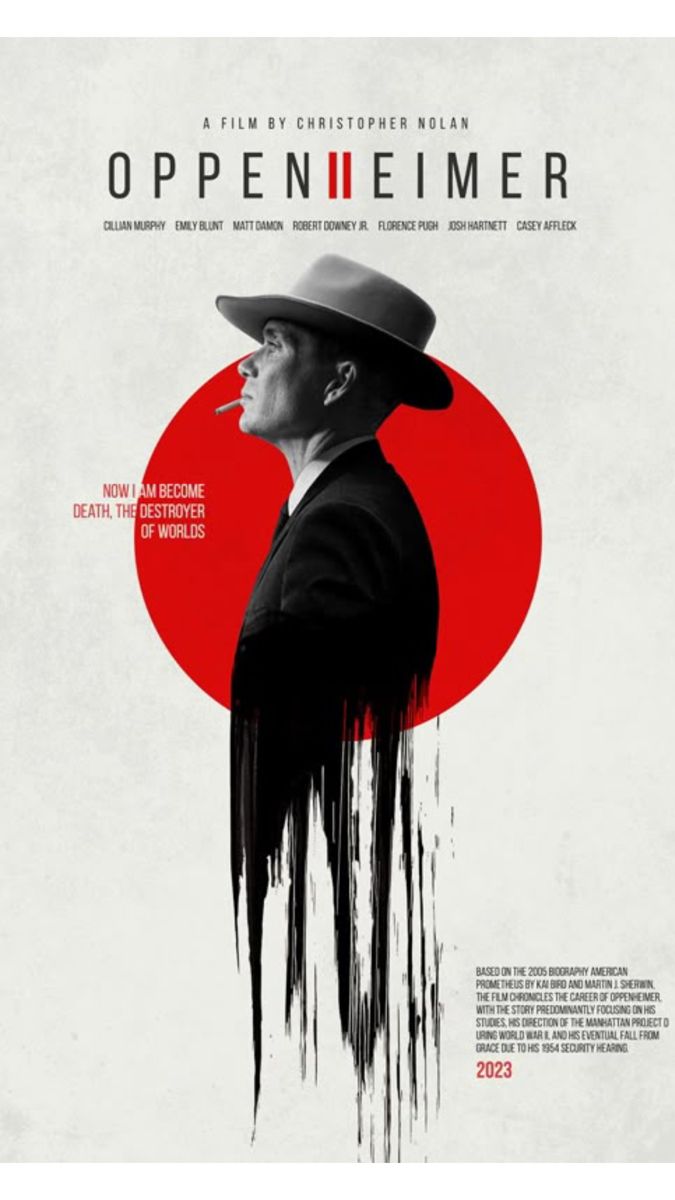 A FILM BY CHRISTOPHER NOLAN
OPPENIIEIMER
CILLIAN MURPHY EMILY BLUNT MATT DAMON ROBERT DOWNEY JR. FLORENCE PUGH JOSH HARTNETT CASEY AFFLECK
NOW I AM BECOME
DEATH, THE DESTROYER
OF WORLDS
BASED ON THE 2005 BIOGRAPHY AMERICAN
PROMETHEUS BY KAI BIRD AND MARTIN J. SHERWIN,
THE FILM CHRONICLES THE CAREER OF OPPENHEIMER,
WITH THE STORY PREDOMINANTLY FOCUSING ON HIS
STUDIES, HIS DIRECTION OF THE MANHATTAN PROJECT D
URING WORLD WAR II, AND HIS EVENTUAL FALL FROM
GRACE DUE TO HIS 1954 SECURITY HEARING.
2023